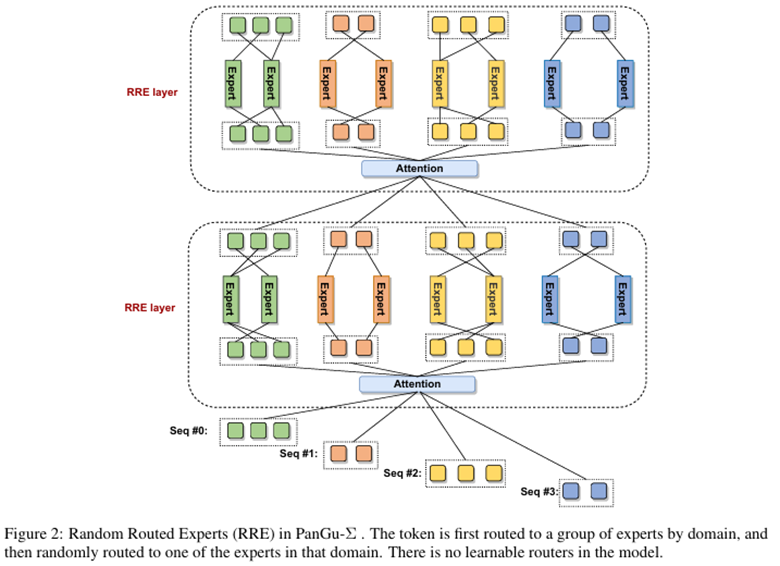 RRE layer
Expert
Expert
Expert
Expert
Expert
Expert
Expert
Expert
Attention
RRE layer
Expert
Expert
Expert
Expert
Expert
Expert
Expert
Expert
Attention
Seq #0:
Seq #1:
Seq #2:
Seq #3:
Figure 2: Random Routed Experts (RRE) in PanGu-Σ . The token is first routed to a group of experts by domain, and
then randomly routed to one of the experts in that domain. There is no learnable routers in the model.